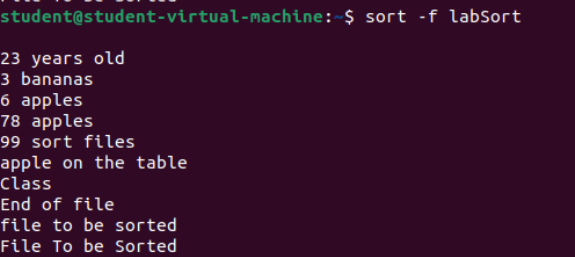 student@student-virtual-machine:~$ sort -f labSort
23 years old
3 bananas
6 apples
78 apples
99 sort files
apple on the table
Class
End of file
file to be sorted
File To be Sorted